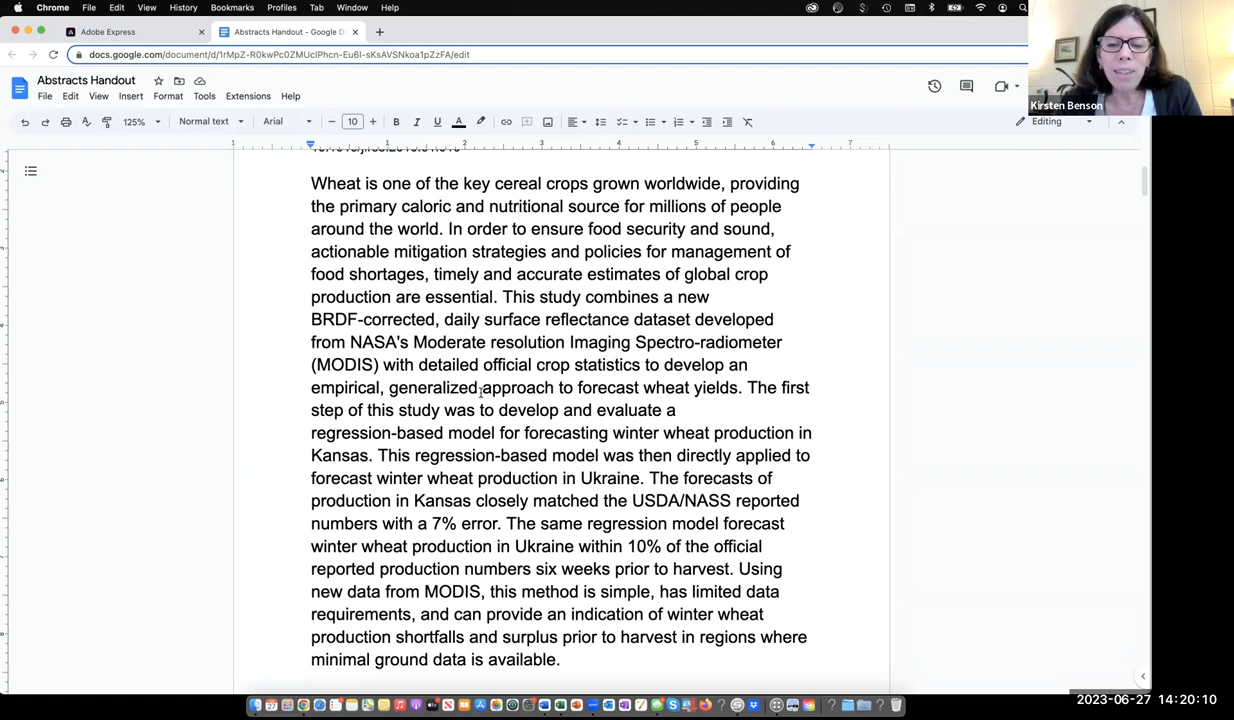 Chrome File Edit View History Bookmarks Profiles Tab Window Help
Adobe Express
Abstracts Handout - Google D
docs.google.com/document/d/1rMpZ-R0kwPc0ZMUclPhcn-Eu6l-sKsAVSNkoa1pZzFA/edit
Abstracts Handout
File Edit View Insert Format Tools Extensions Help
125% Normal text Arial 10 B I U A Editing
Kirsten Benson
1 2 3 4 5 6 7
Wheat is one of the key cereal crops grown worldwide, providing
the primary caloric and nutritional source for millions of people
around the world. In order to ensure food security and sound,
actionable mitigation strategies and policies for management of
food shortages, timely and accurate estimates of global crop
production are essential. This study combines a new
BRDF-corrected, daily surface reflectance dataset developed
from NASA's Moderate resolution Imaging Spectro-radiometer
(MODIS) with detailed official crop statistics to develop an
empirical, generalized approach to forecast wheat yields. The first
step of this study was to develop and evaluate a
regression-based model for forecasting winter wheat production in
Kansas. This regression-based model was then directly applied to
forecast winter wheat production in Ukraine. The forecasts of
production in Kansas closely matched the USDA/NASS reported
numbers with a 7% error. The same regression model forecast
winter wheat production in Ukraine within 10% of the official
reported production numbers six weeks prior to harvest. Using
new data from MODIS, this method is simple, has limited data
requirements, and can provide an indication of winter wheat
production shortfalls and surplus prior to harvest in regions where
minimal ground data is available.
2023-06-27 14:20:10